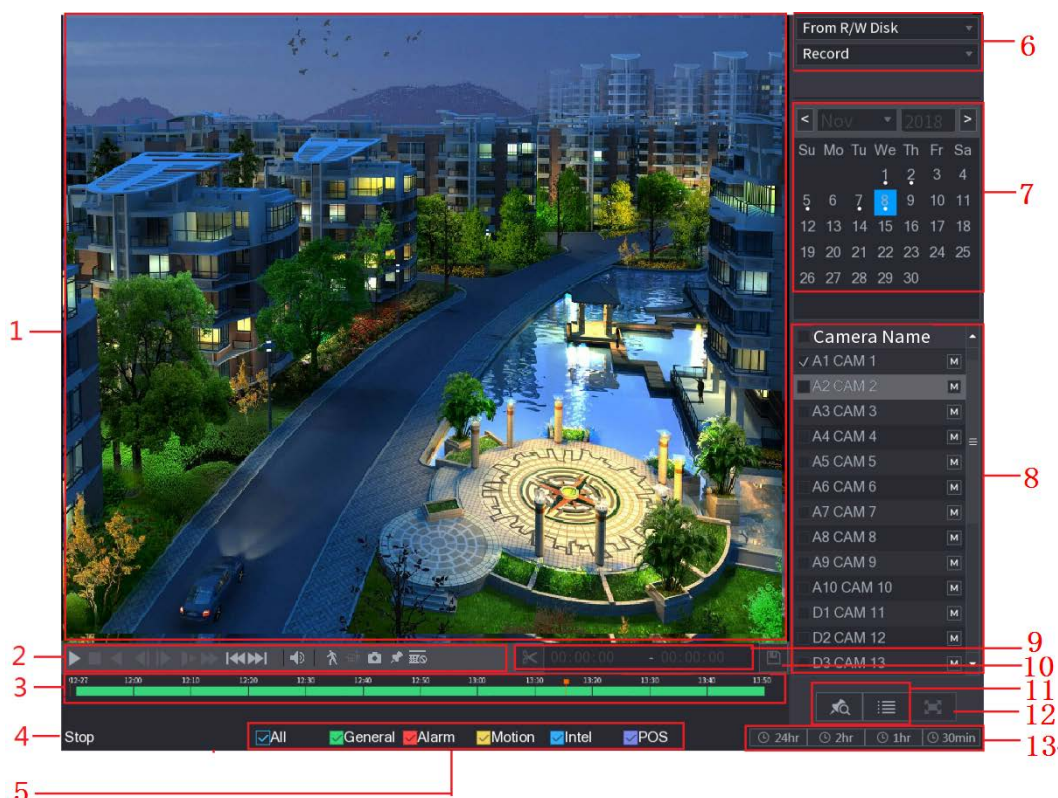 From R/W Disk
6
Record
< Nov 2018 >
7
Su Mo Tu We Th Fr Sa
1 2 3 4
5 6 7 8 9 10 11
12 13 14 15 16 17 18
19 20 21 22 23 24 25
26 27 28 29 30
1
Camera Name
A1 CAM 1 M
A2 CAM 2 M
A3 CAM 3 M
A4 CAM 4 M
A5 CAM 5 M
8
A6 CAM 6 M
A7 CAM 7 M
A8 CAM 8 M
A9 CAM 9 M
A10 CAM 10 M
D1 CAM 11 M
D2 CAM 12 M
D3 CAM 13 M
2
00:00:00 - 00:00:00
9
10
3
12:00 12:10 12:20 12:30 12:40 12:50 13:00 13:10 13:20 13:30 13:40 13:50
11
12
4
Stop
All General Alarm Motion Intel POS
24hr 2hr 1hr 30min
13
5